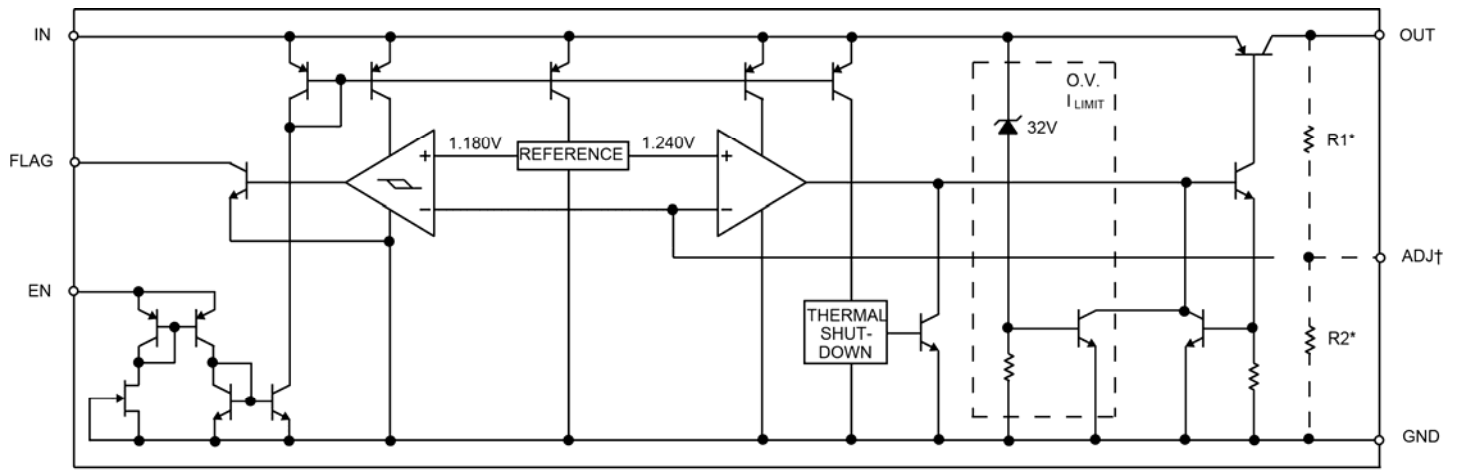 IN
OUT
O.V.
I LIMIT
32V
R1*
FLAG
1.180V
REFERENCE
1.240V
+
+
−
−
ADJ†
EN
THERMAL
SHUT-
DOWN
R2*
GND